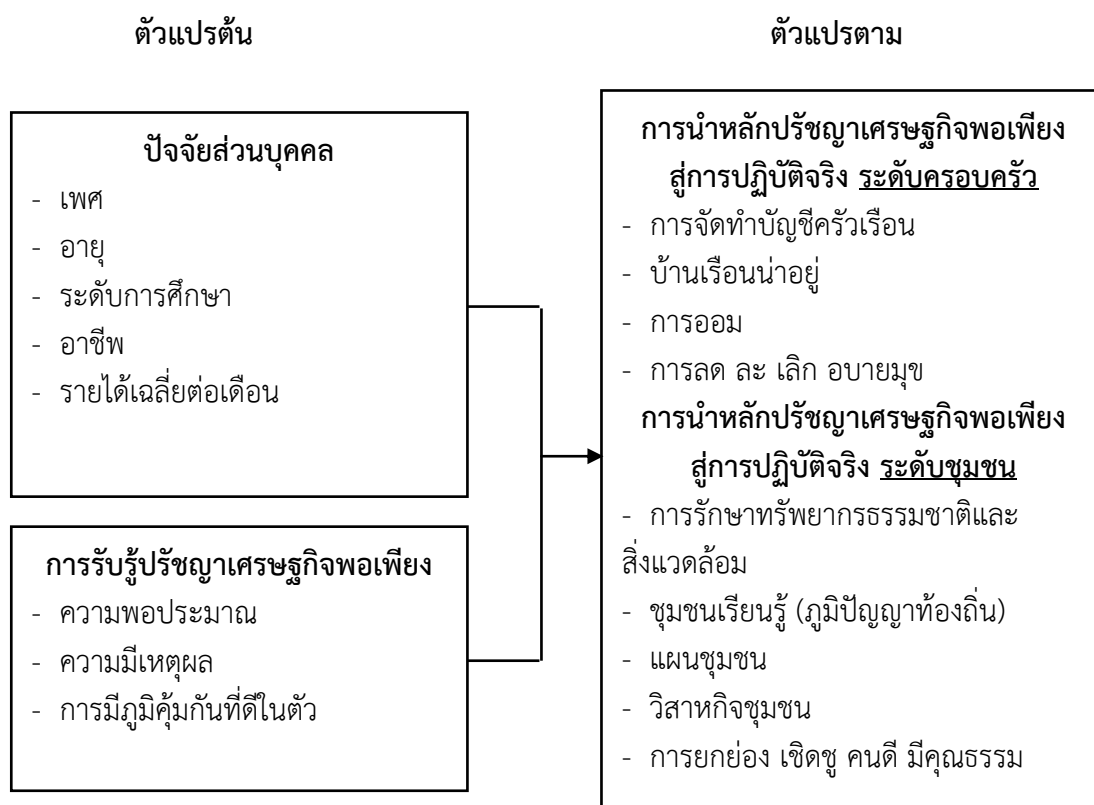 ตัวแปรต้น
ตัวแปรตาม
ปัจจัยส่วนบุคคล
- เพศ
- อายุ
- ระดับการศึกษา
- อาชีพ
- รายได้เฉลี่ยต่อเดือน
การรับรู้ปรัชญาเศรษฐกิจพอเพียง
- ความพอประมาณ
- ความมีเหตุผล
- การมีภูมิคุ้มกันที่ดีในตัว
การนำหลักปรัชญาเศรษฐกิจพอเพียง
สู่การปฏิบัติจริง ระดับครอบครัว
- การจัดทำบัญชีครัวเรือน
- บ้านเรือนน่าอยู่
- การออม
- การลด ละ เลิก อบายมุข
การนำหลักปรัชญาเศรษฐกิจพอเพียง
สู่การปฏิบัติจริง ระดับชุมชน
- การรักษาทรัพยากรธรรมชาติและ
สิ่งแวดล้อม
- ชุมชนเรียนรู้ (ภูมิปัญญาท้องถิ่น)
- แผนชุมชน
- วิสาหกิจชุมชน
- การยกย่อง เชิดชู คนดี มีคุณธรรม